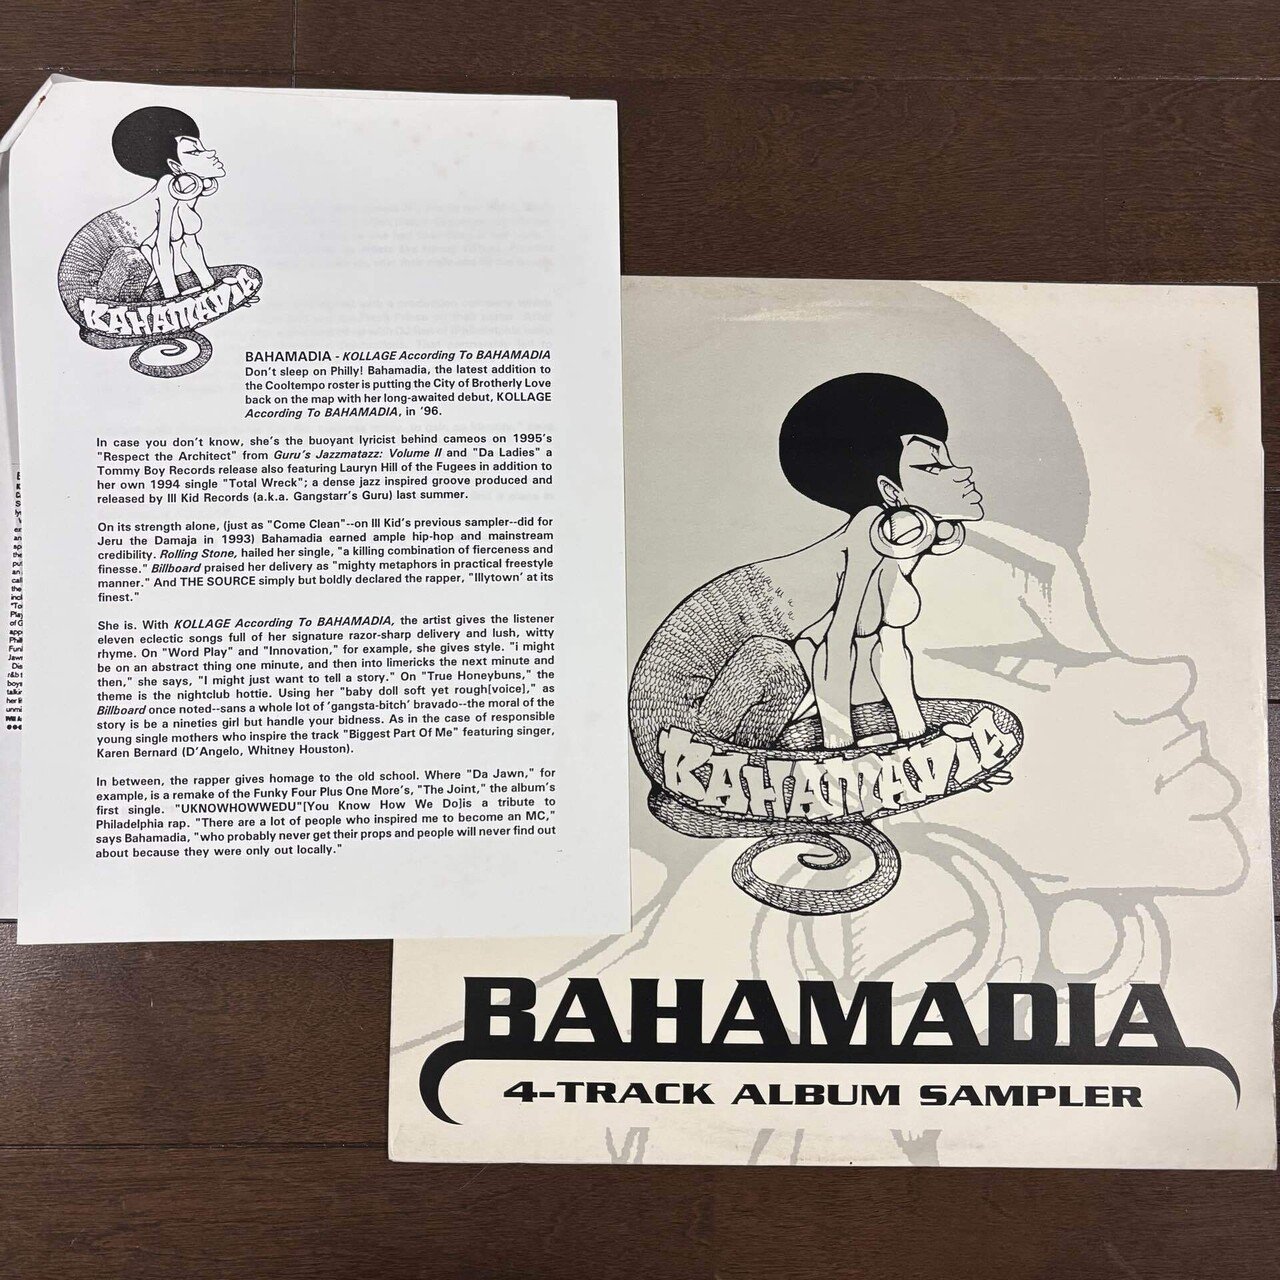 BAHAMADIA
BAHAMADIA - KOLLAGE According To BAHAMADIA
Don't sleep on Philly! Bahamadia, the latest addition to
the Cooltempo roster is putting the City of Brotherly Love
back on the map with her long-awaited debut, KOLLAGE
According To BAHAMADIA, in '96.
In case you don't know, she's the buoyant lyricist behind cameos on 1995's
"Respect the Architect" from Guru's Jazzmatazz: Volume II and "Da Ladies" a
Tommy Boy Records release also featuring Lauryn Hill of the Fugees in addition to
her own 1994 single "Total Wreck"; a dense jazz inspired groove produced and
released by Ill Kid Records (a.k.a. Gangstarr's Guru) last summer.
On its strength alone, (just as "Come Clean"--on Ill Kid's previous sampler--did for
Jeru the Damaja in 1993) Bahamadia earned ample hip-hop and mainstream
credibility. Rolling Stone, hailed her single, "a killing combination of fierceness and
finesse." Billboard praised her delivery as "mighty metaphors in practical freestyle
manner." And THE SOURCE simply but boldly declared the rapper, "Illytown' at its
finest."
She is. With KOLLAGE According To BAHAMADIA, the artist gives the listener
eleven eclectic songs full of her signature razor-sharp delivery and lush, witty
rhyme. On "Word Play" and "Innovation," for example, she gives style. "i might
be on an abstract thing one minute, and then into limericks the next minute and
then," she says, "I might just want to tell a story." On "True Honeybuns," the
theme is the nightclub hottie. Using her "baby doll soft yet rough[voice]," as
Billboard once noted--sans a whole lot of 'gangsta-bitch' bravado--the moral of the
story is be a nineties girl but handle your bidness. As in the case of responsible
young single mothers who inspire the track "Biggest Part Of Me" featuring singer,
Karen Bernard (D'Angelo, Whitney Houston).
In between, the rapper gives homage to the old school. Where "Da Jawn," for
example, is a remake of the Funky Four Plus One More's, "The Joint," the album's
first single. "UKNOWHOWWEDU"[You Know How We Do]is a tribute to
Philadelphia rap. "There are a lot of people who inspired me to become an MC,"
says Bahamadia, "who probably never get their props and people will never find out
about because they were only out locally."
BAHAMADIA
BAHAMADIA
4-TRACK ALBUM SAMPLER